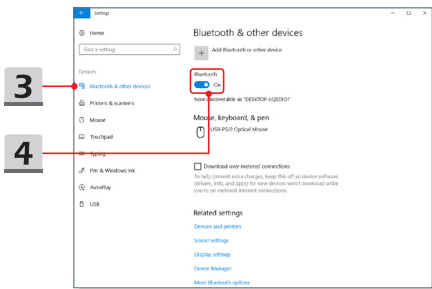 Settings
Home
Find a setting
Devices
Bluetooth & other devices
Printers & scanners
Mouse
Touchpad
Typing
Pen & Windows Ink
AutoPlay
USB
3
4
Bluetooth & other devices
Add Bluetooth or other device
Bluetooth
On
Now discoverable as "DESKTOP-LQ5DIO!"
Mouse, keyboard, & pen
USB-PS/2 Optical Mouse
Download over metered connections
To help prevent extra charges, keep this off so device software
(drivers, info, and apps) for new devices won't download while
you're on metered Internet connections.
Related settings
Devices and printers
Sound settings
Display settings
Device Manager
More Bluetooth options